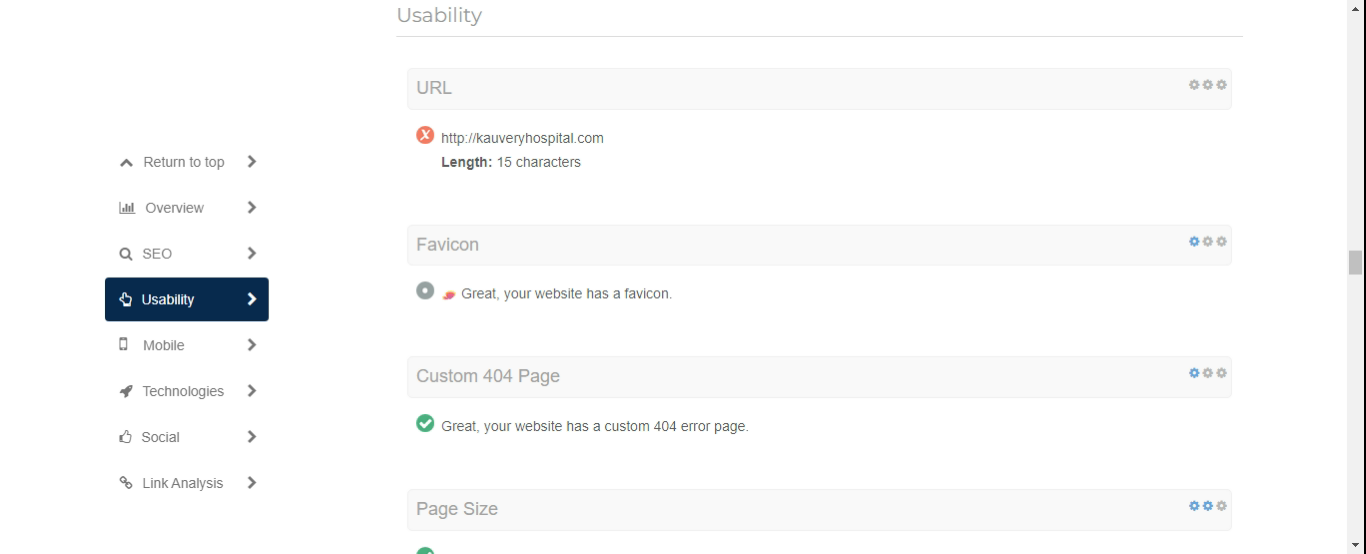 Usability
URL
http://kauveryhospital.com
Length: 15 characters
Return to top
Overview
SEO
Usability
Mobile
Technologies
Social
Link Analysis
Favicon
Great, your website has a favicon.
Custom 404 Page
Great, your website has a custom 404 error page.
Page Size